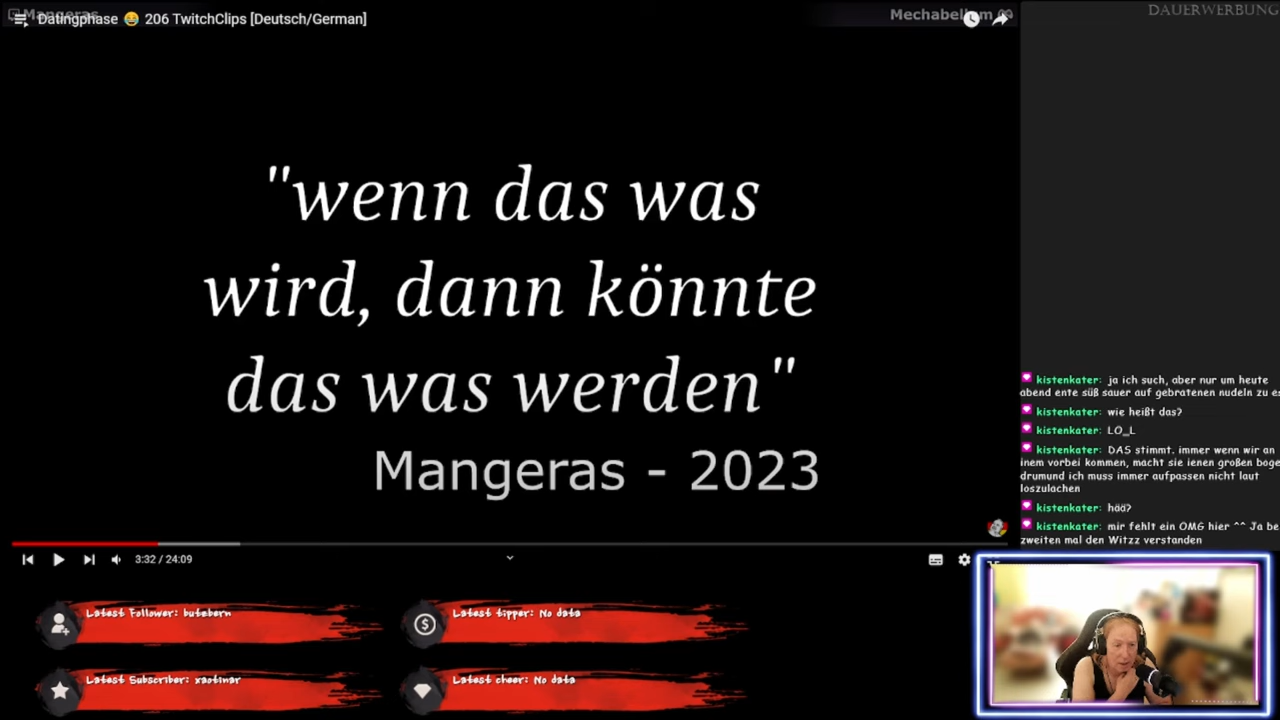 Datingphase 😂 206 TwitchClips [Deutsch/German]
Mangeras
DAUERWERBUNG
"wenn das was
wird, dann könnte
das was werden"
Mangeras - 2023
3:32 / 24:09
kistenkater: ja ich such, aber nur um heute
abend ente süß sauer auf gebratenen nudeln zu
kistenkater: wie heißt das?
kistenkater: LO_L
kistenkater: DAS stimmt. immer wenn wir an
inem vorbei kommen, macht sie ienen großen boge
drumund ich muss immer aufpassen nicht laut
loszulachen
kistenkater: hää?
kistenkater: mir fehlt ein OMG hier ^^ Ja be
zweiten mal den Witzz verstanden
Latest Follower: butebern
Latest tipper: No data
Latest Subscriber: xaotinar
Latest cheer: No data